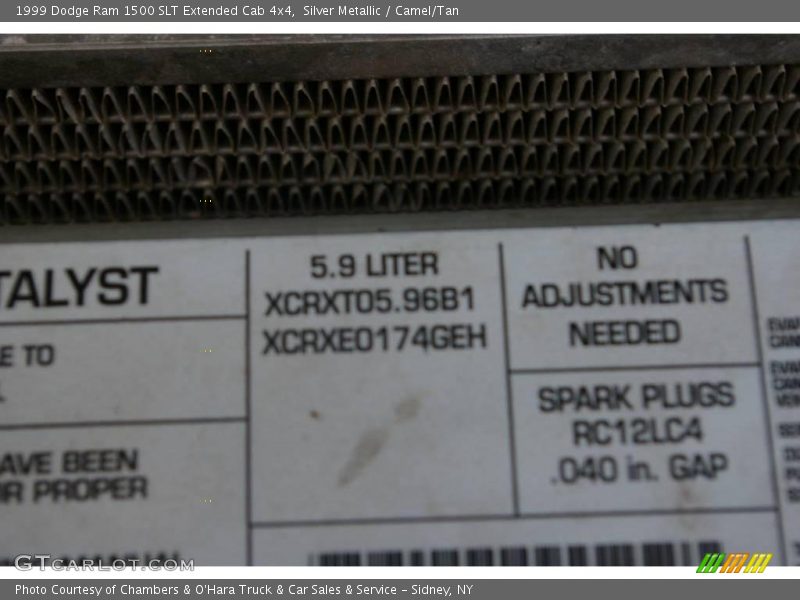 1999 Dodge Ram 1500 SLT Extended Cab 4x4, Silver Metallic / Camel/Tan
TALYST
E TO
AVE BEEN
R PROPER
5.9 LITER
XCRXT05.96B1
XCRXE0174GEH
NO
ADJUSTMENTS
NEEDED
SPARK PLUGS
RC12LC4
.040 in. GAP
GTCARLOT.COM
Photo Courtesy of Chambers & O'Hara Truck & Car Sales & Service - Sidney, NY